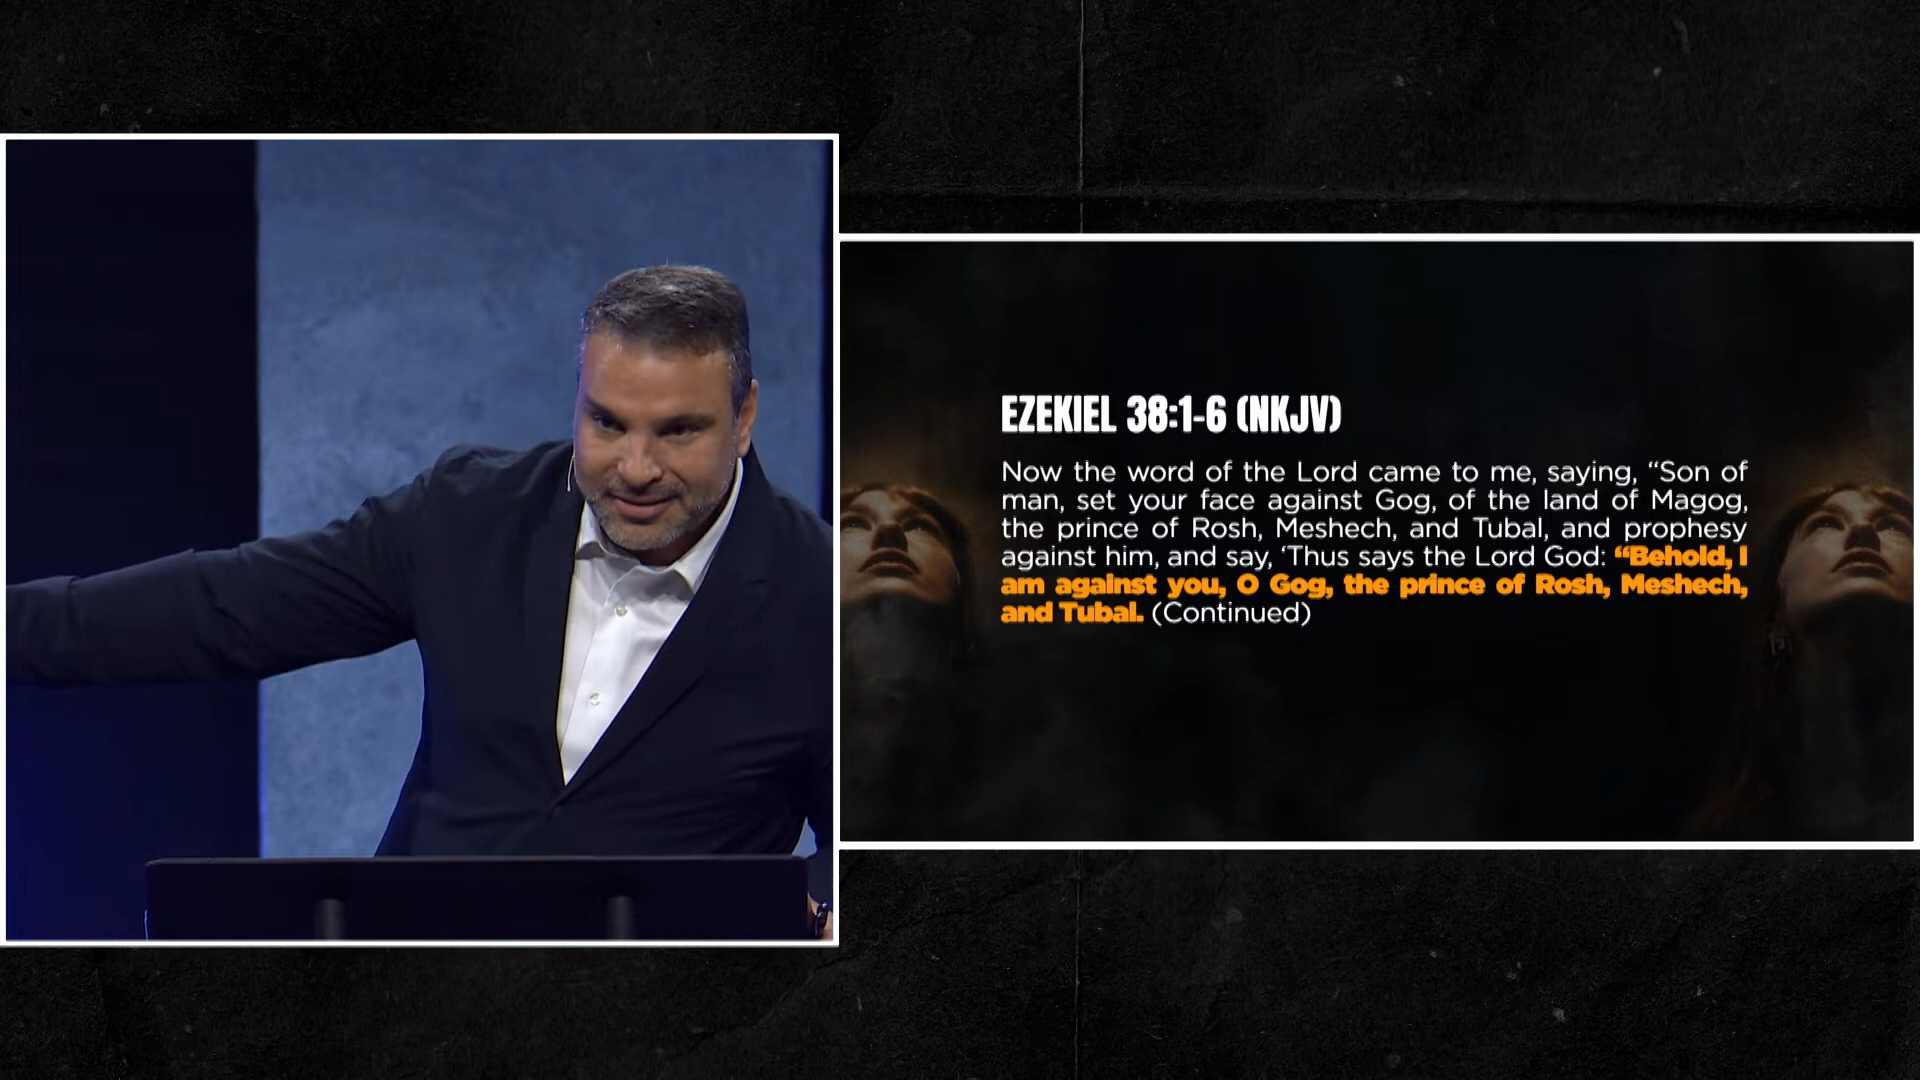 EZEKIEL 38:1-6 (NKJV)
Now the word of the Lord came to me, saying, “Son of
man, set your face against Gog, of the land of Magog,
the prince of Rosh, Meshech, and Tubal, and prophesy
against him, and say, ‘Thus says the Lord God: “Behold, I
am against you, O Gog, the prince of Rosh, Meshech,
and Tubal. (Continued)